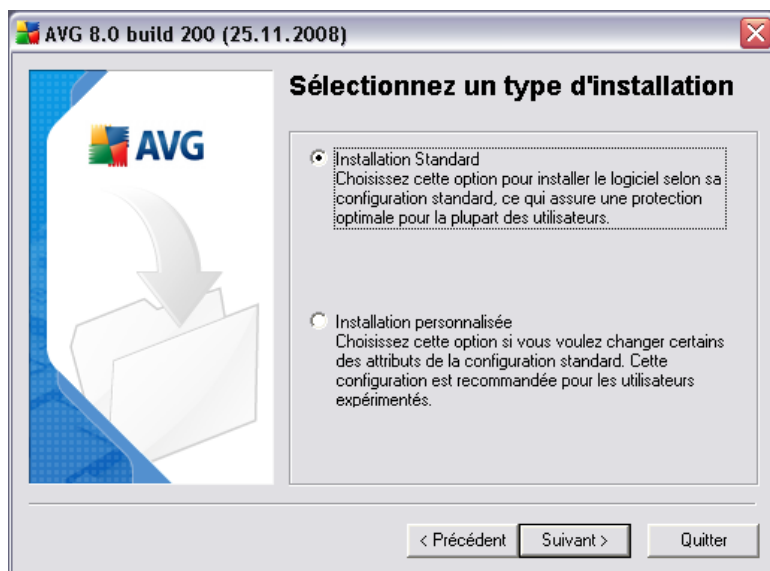 AVG 8.0 build 200 (25.11.2008)
Sélectionnez un type d'installation
AVG
Installation Standard
Choisissez cette option pour installer le logiciel selon sa
configuration standard, ce qui assure une protection
optimale pour la plupart des utilisateurs.
Installation personnalisée
Choisissez cette option si vous voulez changer certains
des attributs de la configuration standard. Cette
configuration est recommandée pour les utilisateurs
expérimentés.
< Précédent
Suivant >
Quitter